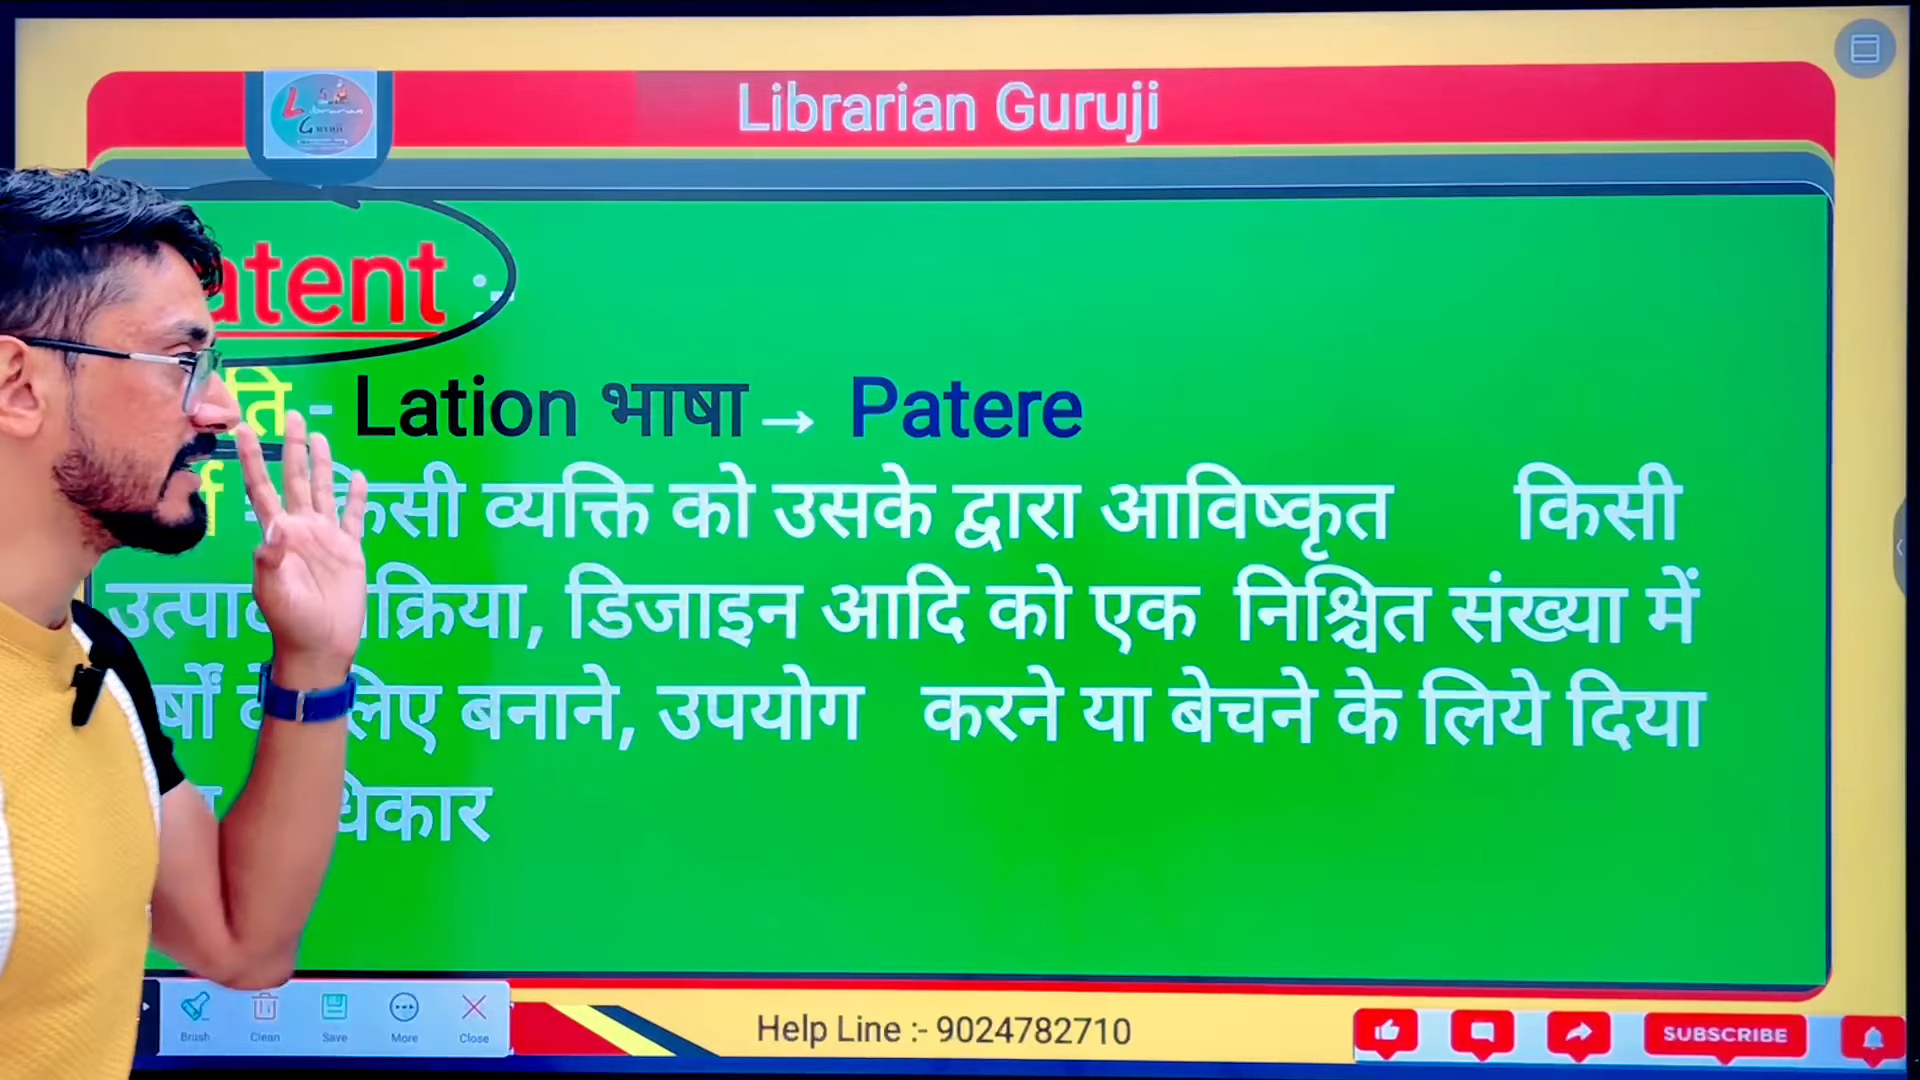 Librarian Guruji
atent :-
ति :- Lation भाषा → Patere
किसी व्यक्ति को उसके द्वारा आविष्कृत किसी
क्रिया, डिजाइन आदि को एक निश्चित संख्या में
लिए बनाने, उपयोग करने या बेचने के लिये दिया
धिकार
Brush Clean Save More Close
Help Line :- 9024782710
SUBSCRIBE